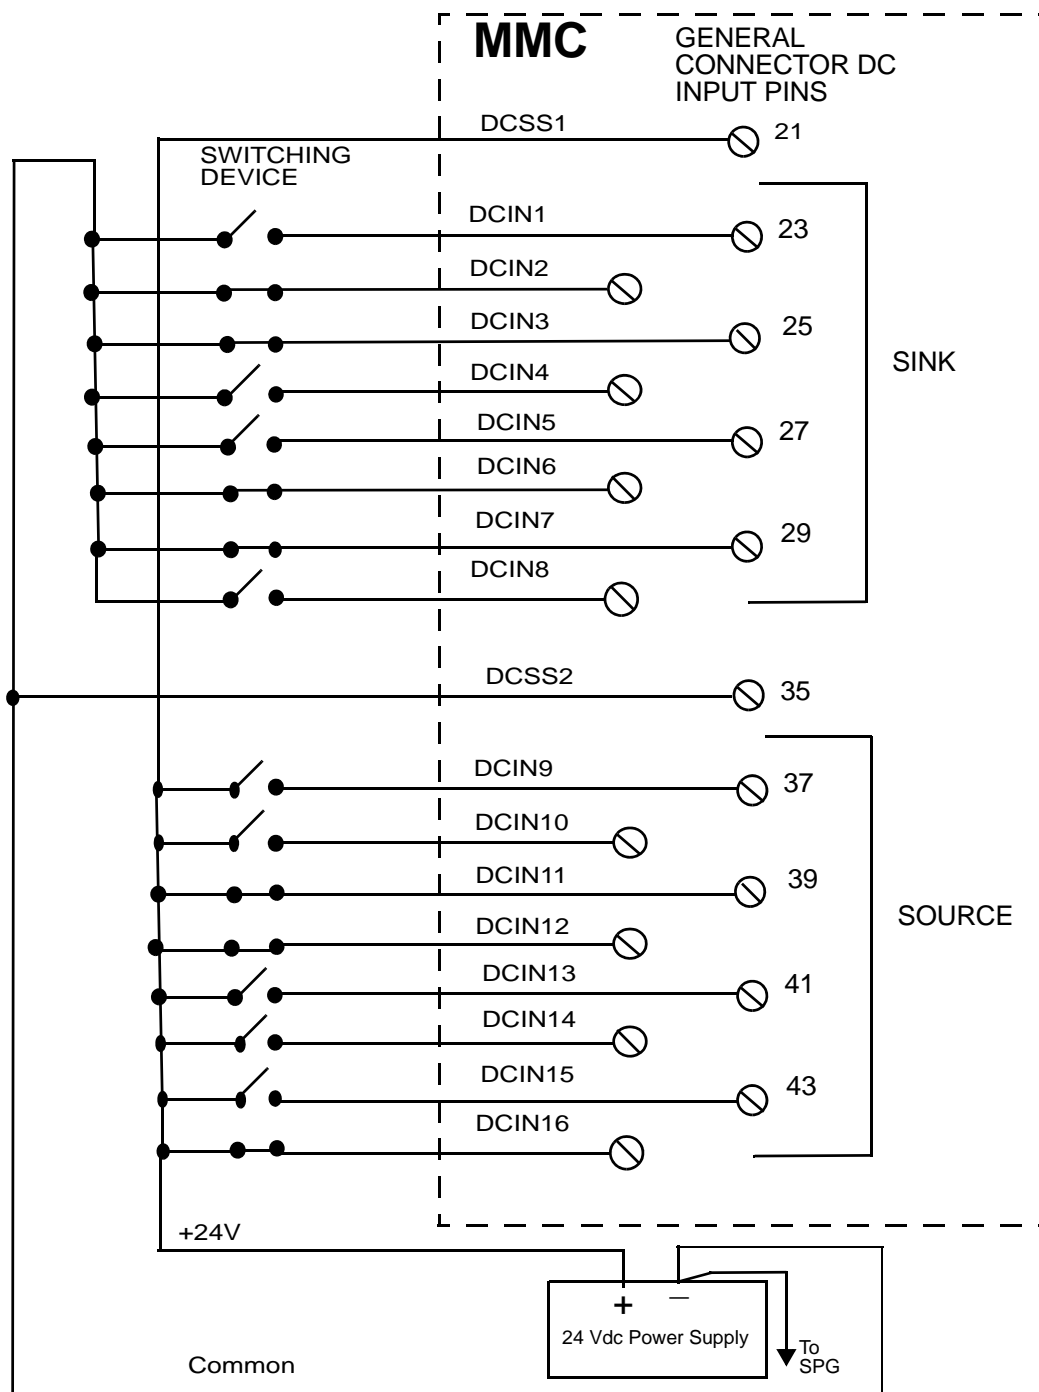 MMC
GENERAL
CONNECTOR DC
INPUT PINS
DCSS1
21
SWITCHING
DEVICE
DCIN1
23
DCIN2
DCIN3
25
SINK
DCIN4
DCIN5
27
DCIN6
DCIN7
29
DCIN8
DCSS2
35
DCIN9
37
DCIN10
DCIN11
39
SOURCE
DCIN12
DCIN13
41
DCIN14
DCIN15
43
DCIN16
+24V
+ –
24 Vdc Power Supply
To
SPG
Common